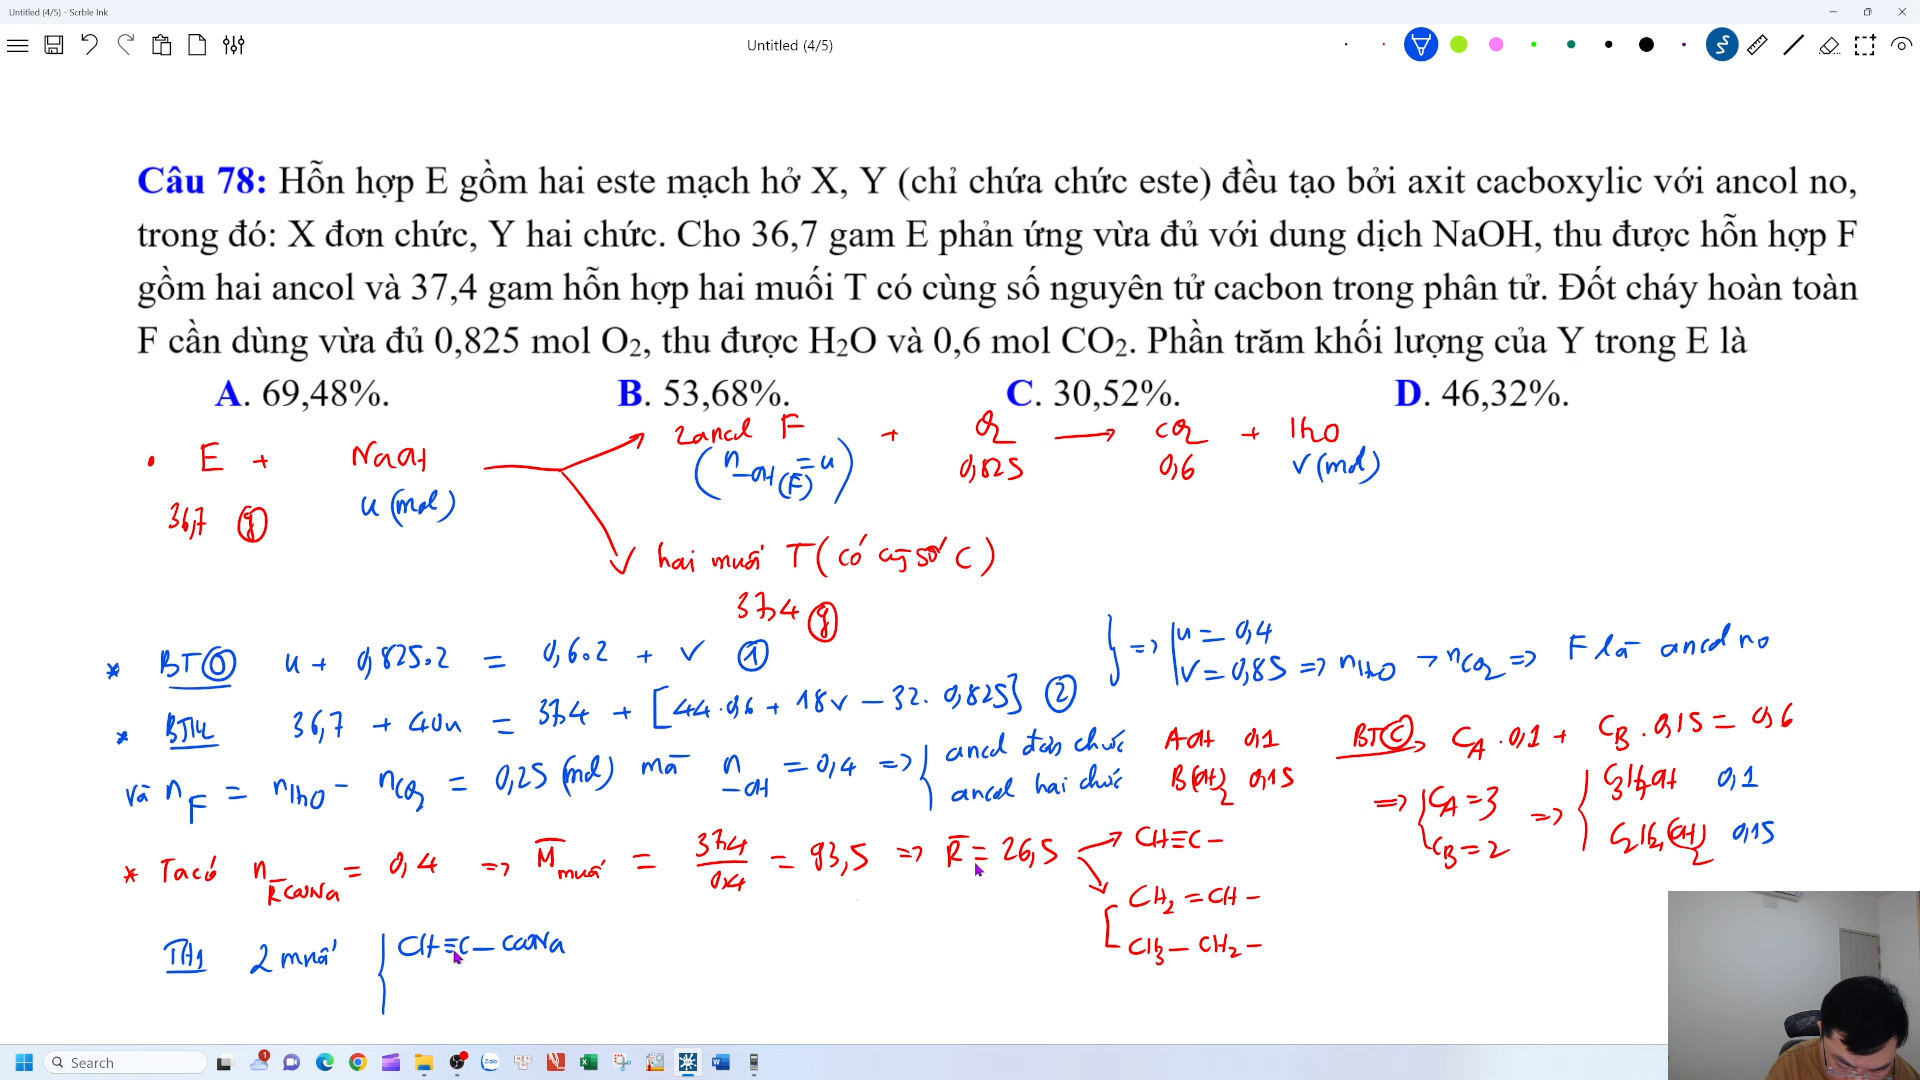 Untitled (4/5) - Scrble Ink
Untitled (4/5)
Câu 78: Hỗn hợp E gồm hai este mạch hở X, Y (chỉ chứa chức este) đều tạo bởi axit cacboxylic với ancol no,
trong đó: X đơn chức, Y hai chức. Cho 36,7 gam E phản ứng vừa đủ với dung dịch NaOH, thu được hỗn hợp F
gồm hai ancol và 37,4 gam hỗn hợp hai muối T có cùng số nguyên tử cacbon trong phân tử. Đốt cháy hoàn toàn
F cần dùng vừa đủ 0,825 mol O₂, thu được H₂O và 0,6 mol CO₂. Phần trăm khối lượng của Y trong E là
A. 69,48%. B. 53,68%. C. 30,52%. D. 46,32%.
• E + NaOH → 2 ancol F + O₂ → CO₂ + H₂O
36,7 g u (mol) (n -OH (F) = u) 0,825 0,6 v (mol)
hai muối T (có cùng số C)
37,4 g
* BT O u + 0,825.2 = 0,6.2 + v ①
} => | u = 0,4
v = 0,85 => nH₂O > nCO₂ => F là ancol no
* BTKL 36,7 + 40u = 37,4 + [44.0,6 + 18v – 32.0,825] ②
và nF = nH₂O – nCO₂ = 0,25 (mol) mà n -OH = 0,4 => { ancol đơn chức AOH 0,1
ancol hai chức B(OH)₂ 0,15
BT C CA.0,1 + CB.0,15 = 0,6
=> { CA = 3 => { C₃H₇OH 0,1
CB = 2 C₂H₄(OH)₂ 0,15
* Ta có n R̄COONa = 0,4 => M̄ muối = 37,4/0,4 = 93,5 => R̄ = 26,5
CH≡C–
CH₂=CH–
CH₃–CH₂–
TH1 2 muối { CH≡C–COONa
Search
1
Zalo